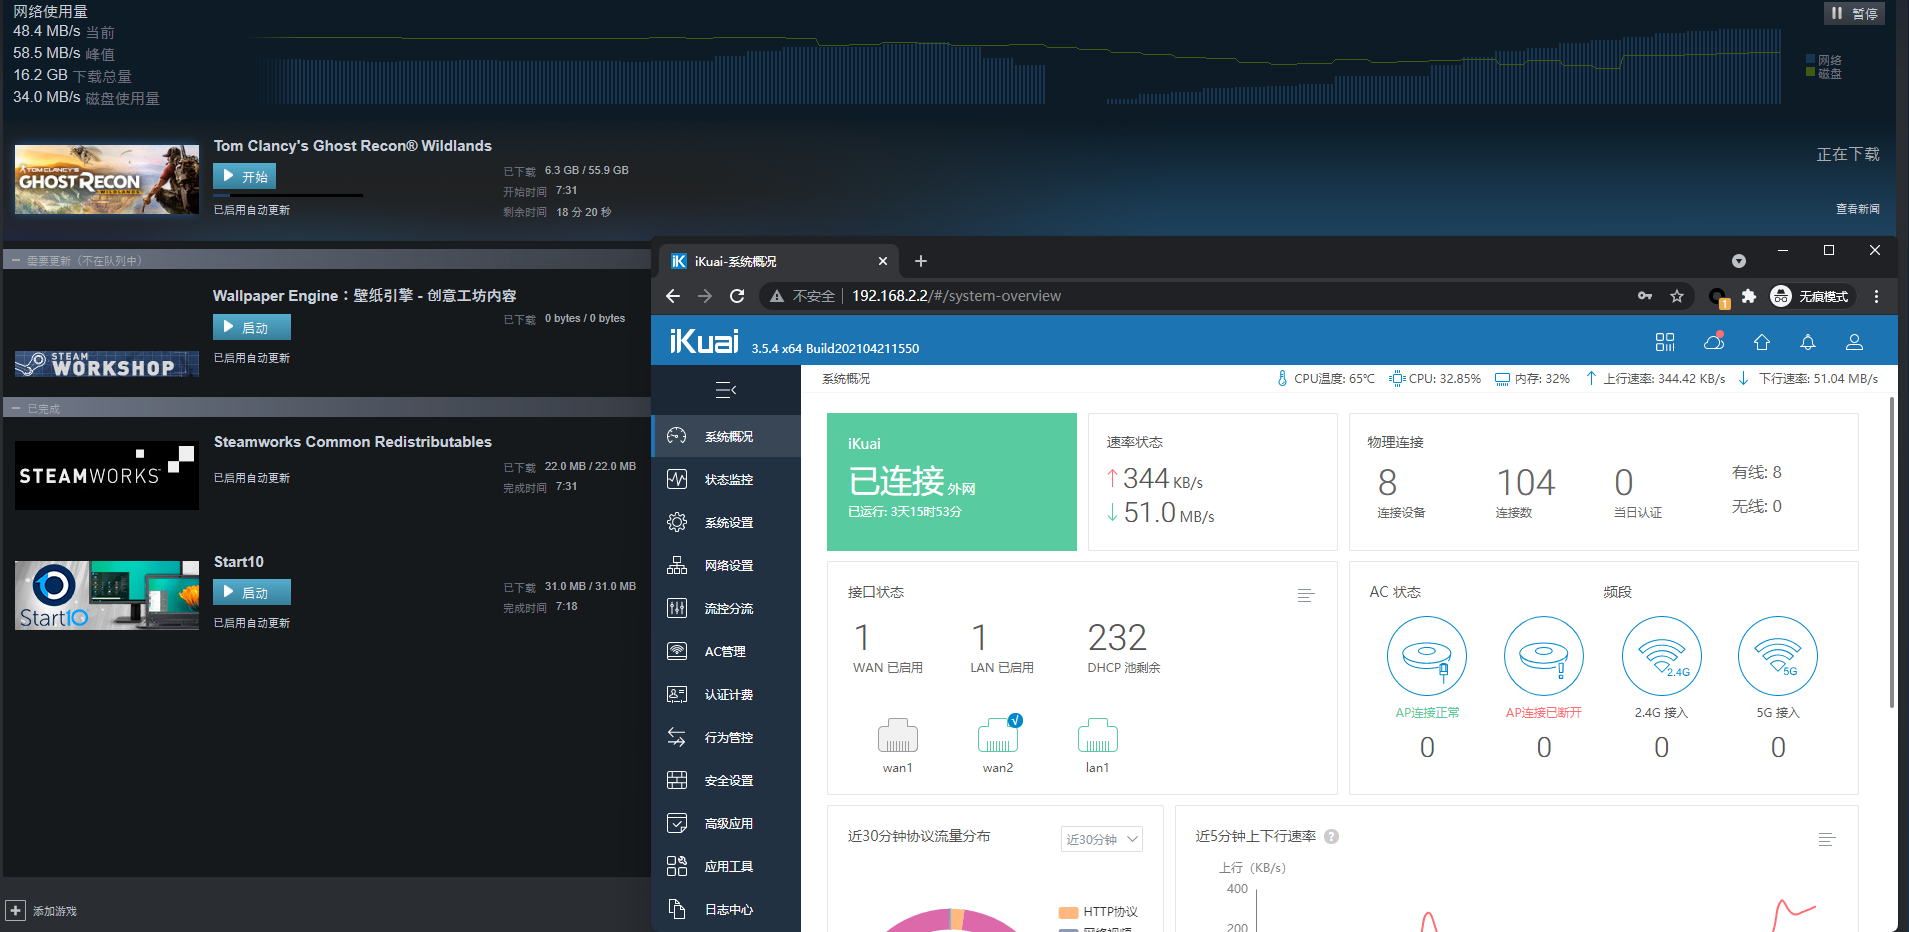 网络使用量
48.4 MB/s 当前
58.5 MB/s 峰值
16.2 GB 下载总量
34.0 MB/s 磁盘使用量
暂停
网络
磁盘
TOM CLANCY'S
GHOST RECON
WILDLANDS
Tom Clancy's Ghost Recon® Wildlands
开始
已启用自动更新
已下载 6.3 GB / 55.9 GB
开始时间 7:31
剩余时间 18 分 20 秒
正在下载
查看新闻
需要更新（不在队列中）
STEAM
WORKSHOP
Wallpaper Engine：壁纸引擎 - 创意工坊内容
启动
已启用自动更新
已下载 0 bytes / 0 bytes
已完成
STEAMWORKS
Steamworks Common Redistributables
已启用自动更新
已下载 22.0 MB / 22.0 MB
完成时间 7:31
Start10
Start10
启动
已启用自动更新
已下载 31.0 MB / 31.0 MB
完成时间 7:18
添加游戏
iK iKuai-系统概况
不安全 192.168.2.2/#/system-overview
1
无痕模式
iKuai 3.5.4 x64 Build202104211550
系统概况
CPU温度: 65℃ CPU: 32.85% 内存: 32% 上行速率: 344.42 KB/s 下行速率: 51.04 MB/s
系统概况
状态监控
系统设置
网络设置
流控分流
AC管理
认证计费
行为管控
安全设置
高级应用
应用工具
日志中心
iKuai
已连接 外网
已运行: 3天15时53分
速率状态
344 KB/s
51.0 MB/s
物理连接
8 104 0
连接设备 连接数 当日认证
有线: 8
无线: 0
接口状态
1 1 232
WAN 已启用 LAN 已启用 DHCP 池剩余
wan1 wan2 lan1
AC 状态 频段
2.4G 5G
AP连接正常 AP连接已断开 2.4G 接入 5G 接入
0 0 0 0
近30分钟协议流量分布
近30分钟
HTTP协议
网络视频
近5分钟上下行速率 ?
上行（KB/s）
400
200